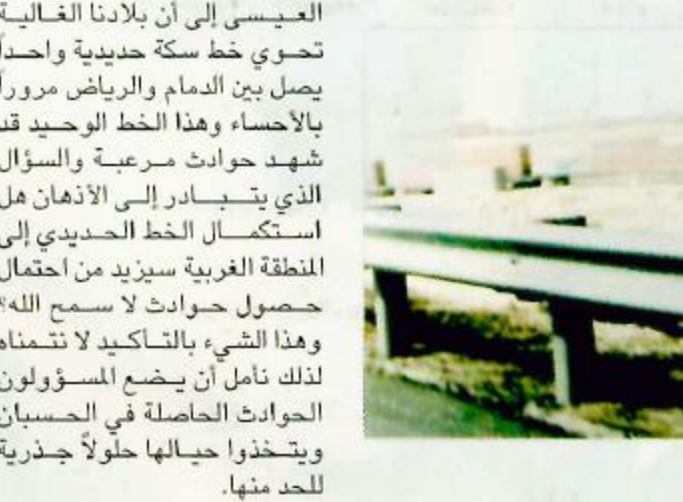 العيسى إلى أن بلادنا الغالية
تحوي خط سكة حديدية واحداً
يصل بين الدمام والرياض مروراً
بالأحساء وهذا الخط الوحيد قد
شهد حوادث مرعبة والسؤال
الذي يتبادر إلى الأذهان هل
استكمال الخط الحديدي إلى
المنطقة الغربية سيزيد من احتمال
حصول حوادث لا سمح الله؟
وهذا الشيء بالتأكيد لا نتمناه
لذلك نأمل أن يضع المسؤولون
الحوادث الحاصلة في الحسبان
ويتخذوا حيالها حلولاً جذرية
للحد منها.